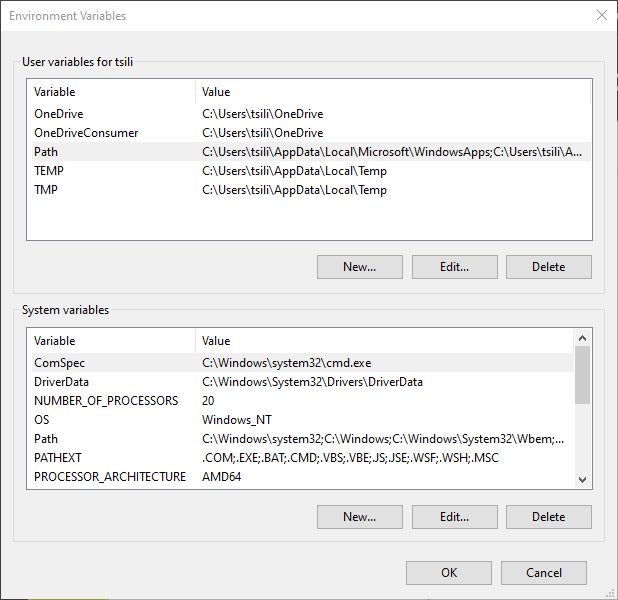 Environment Variables
User variables for tsili
Variable Value
OneDrive C:\Users\tsili\OneDrive
OneDriveConsumer C:\Users\tsili\OneDrive
Path C:\Users\tsili\AppData\Local\Microsoft\WindowsApps;C:\Users\tsili\A...
TEMP C:\Users\tsili\AppData\Local\Temp
TMP C:\Users\tsili\AppData\Local\Temp
New... Edit... Delete
System variables
Variable Value
ComSpec C:\Windows\system32\cmd.exe
DriverData C:\Windows\System32\Drivers\DriverData
NUMBER_OF_PROCESSORS 20
OS Windows_NT
Path C:\Windows\system32;C:\Windows;C:\Windows\System32\Wbem;...
PATHEXT .COM;.EXE;.BAT;.CMD;.VBS;.VBE;.JS;.JSE;.WSF;.WSH;.MSC
PROCESSOR_ARCHITECTURE AMD64
New... Edit... Delete
OK Cancel